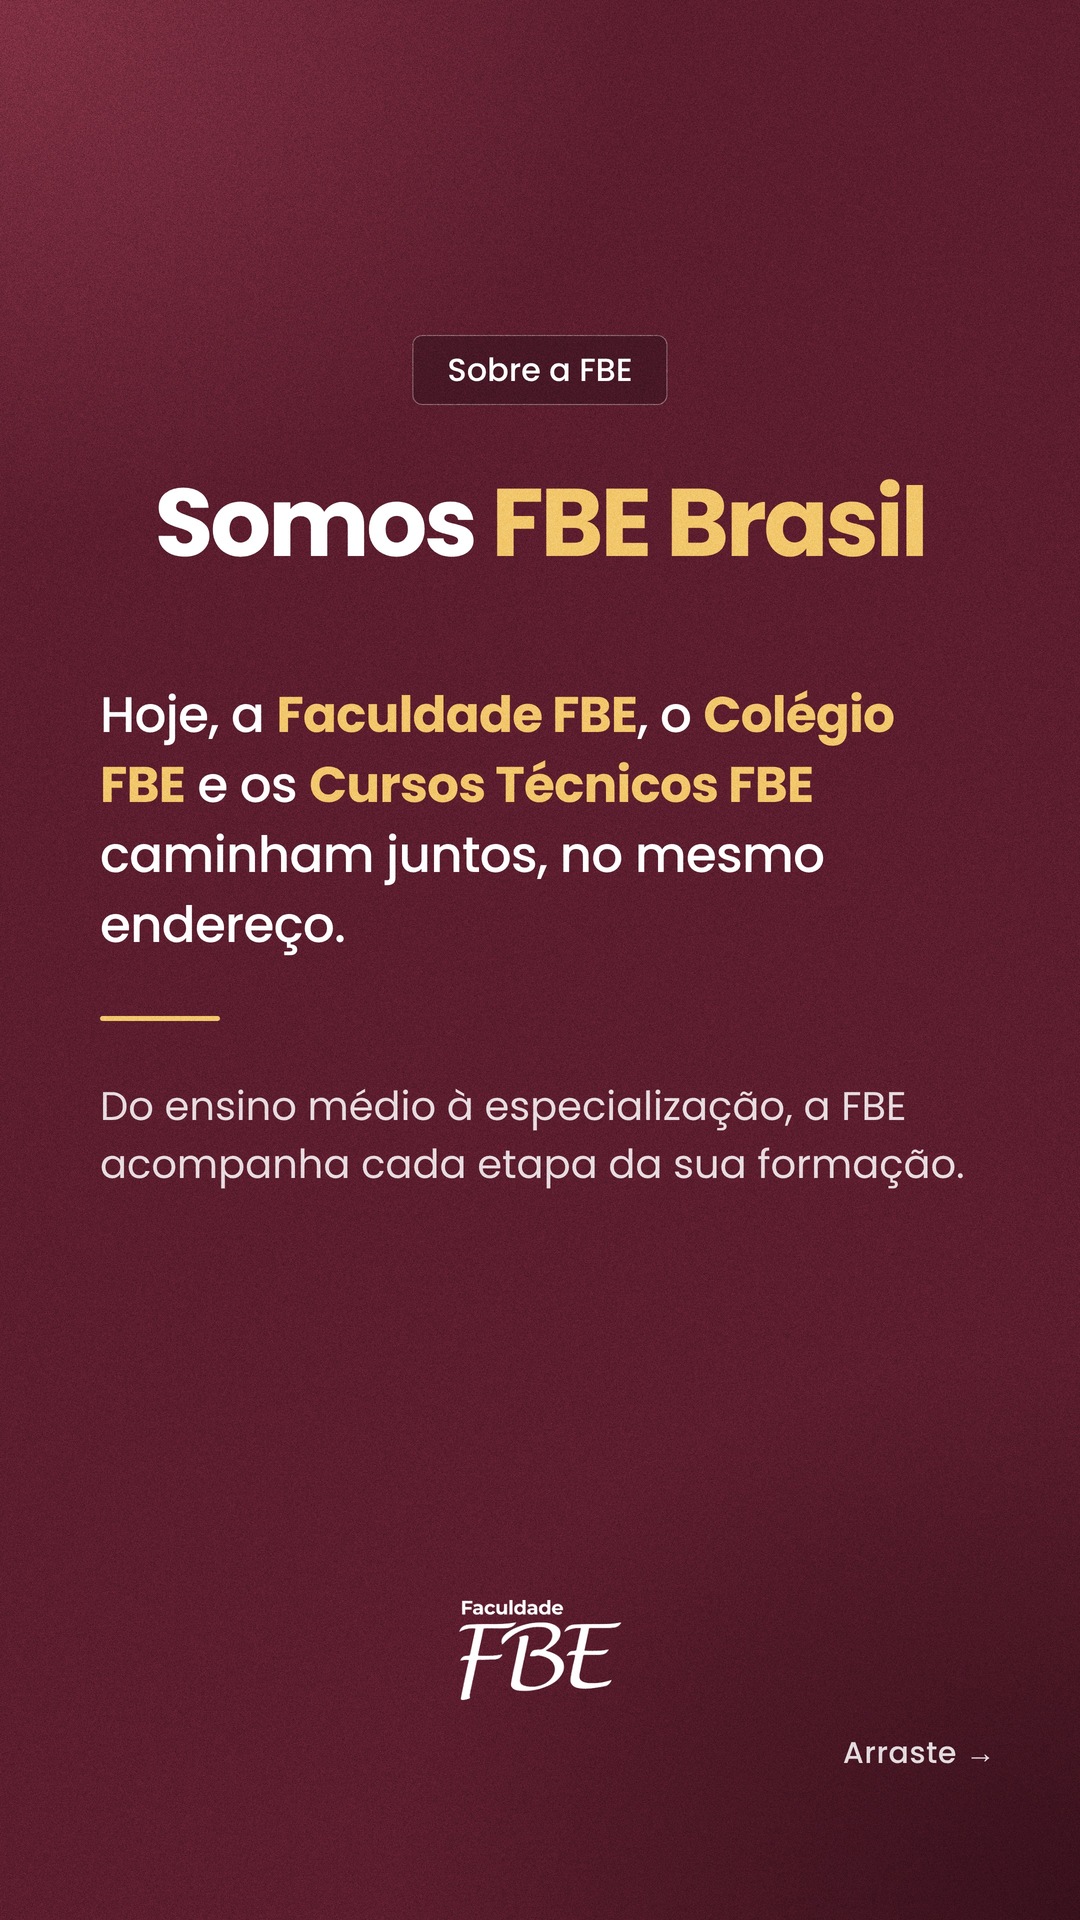 Sobre a FBE
Somos FBE Brasil
Hoje, a Faculdade FBE, o Colégio
FBE e os Cursos Técnicos FBE
caminham juntos, no mesmo
endereço.
Do ensino médio à especialização, a FBE
acompanha cada etapa da sua formação.
Faculdade
FBE
Arraste →